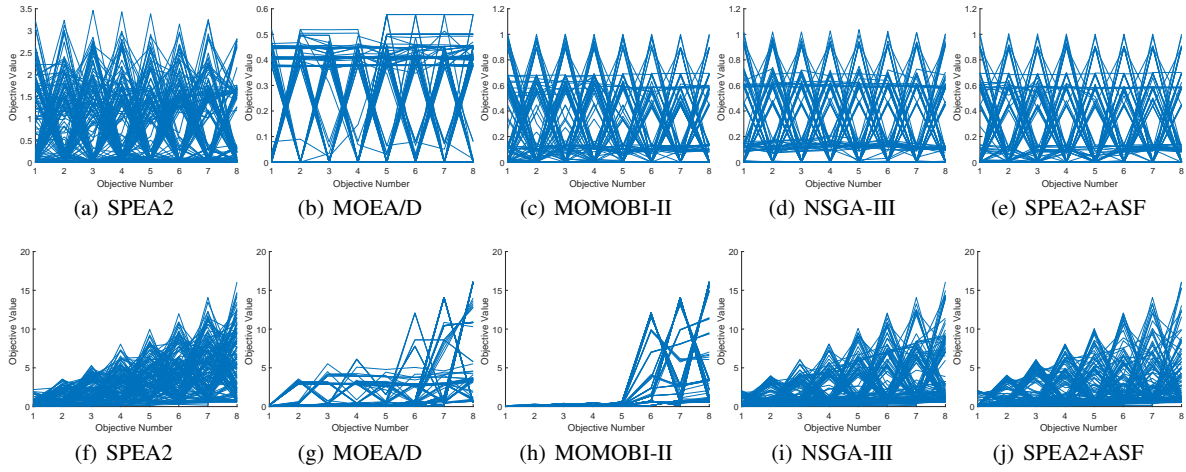 3.5
3
2.5
2
1.5
1
0.5
0
1 2 3 4 5 6 7 8
Objective Value
Objective Number
(a) SPEA2
0.6
0.5
0.4
0.3
0.2
0.1
0
1 2 3 4 5 6 7 8
Objective Value
Objective Number
(b) MOEA/D
1.2
1
0.8
0.6
0.4
0.2
0
1 2 3 4 5 6 7 8
Objective Value
Objective Number
(c) MOMOBI-II
1.2
1
0.8
0.6
0.4
0.2
0
1 2 3 4 5 6 7 8
Objective Value
Objective Number
(d) NSGA-III
1.2
1
0.8
0.6
0.4
0.2
0
1 2 3 4 5 6 7 8
Objective Value
Objective Number
(e) SPEA2+ASF
20
15
10
5
0
1 2 3 4 5 6 7 8
Objective Value
Objective Number
(f) SPEA2
20
15
10
5
0
1 2 3 4 5 6 7 8
Objective Value
Objective Number
(g) MOEA/D
20
15
10
5
0
1 2 3 4 5 6 7 8
Objective Value
Objective Number
(h) MOMOBI-II
20
15
10
5
0
1 2 3 4 5 6 7 8
Objective Value
Objective Number
(i) NSGA-III
20
15
10
5
0
1 2 3 4 5 6 7 8
Objective Value
Objective Number
(j) SPEA2+ASF